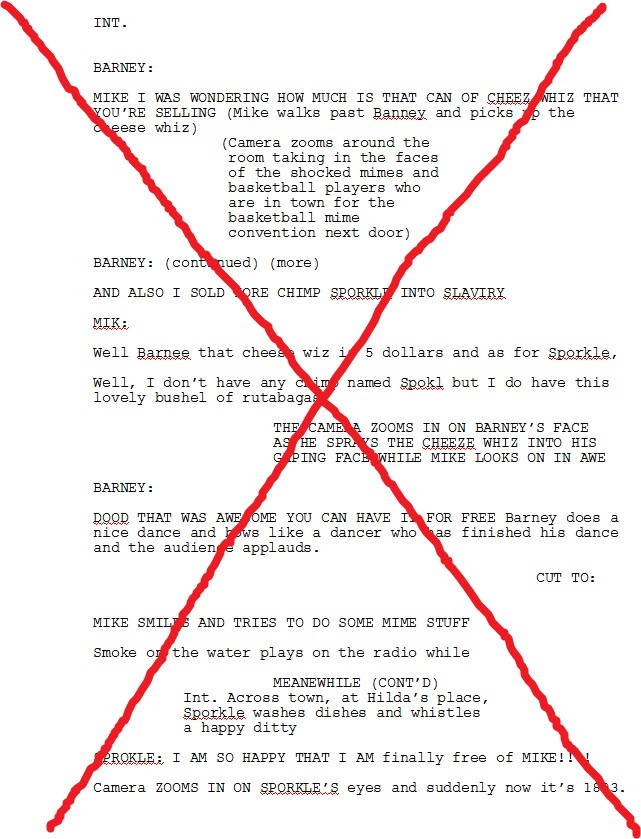 INT.
BARNEY:
MIKE I WAS WONDERING HOW MUCH IS THAT CAN OF CHEEZ WHIZ THAT
YOU'RE SELLING (Mike walks past Banney and picks up the
cheese whiz)
(Camera zooms around the
room taking in the faces
of the shocked mimes and
basketball players who
are in town for the
basketball mime
convention next door)
BARNEY: (continued) (more)
AND ALSO I SOLD YORE CHIMP SPORKLE INTO SLAVIRY
MIK:
Well Barnee that cheese wiz is 5 dollars and as for Sporkle,
Well, I don't have any chimp named Spokl but I do have this
lovely bushel of rutabagas
THE CAMERA ZOOMS IN ON BARNEY'S FACE
AS HE SPRAYS THE CHEEZE WHIZ INTO HIS
GAPING FACE WHILE MIKE LOOKS ON IN AWE
BARNEY:
DOOD THAT WAS AWESOME YOU CAN HAVE IT FOR FREE Barney does a
nice dance and bows like a dancer who has finished his dance
and the audience applauds.
CUT TO:
MIKE SMILES AND TRIES TO DO SOME MIME STUFF
Smoke on the water plays on the radio while
MEANWHILE (CONT'D)
Int. Across town, at Hilda's place,
Sporkle washes dishes and whistles
a happy ditty
SPROKLE: I AM SO HAPPY THAT I AM finally free of MIKE!!!!
Camera ZOOMS IN ON SPORKLE'S eyes and suddenly now it's